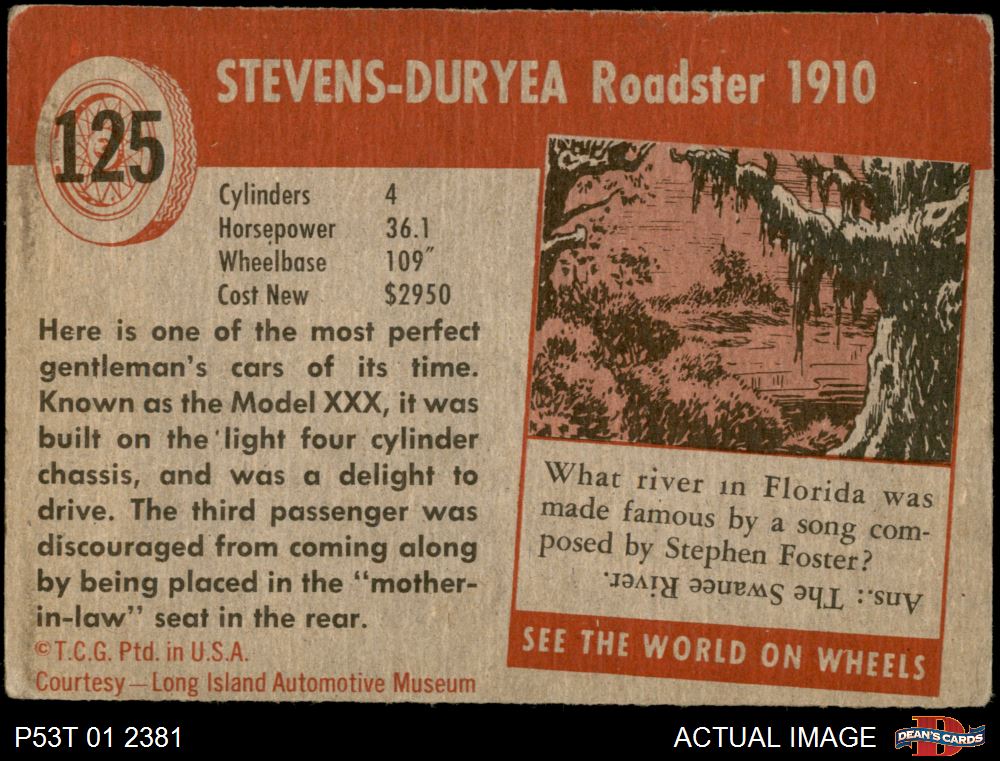 125
STEVENS-DURYEA Roadster 1910
Cylinders 4
Horsepower 36.1
Wheelbase 109″
Cost New $2950
Here is one of the most perfect
gentleman's cars of its time.
Known as the Model XXX, it was
built on the light four cylinder
chassis, and was a delight to
drive. The third passenger was
discouraged from coming along
by being placed in the "mother-
in-law" seat in the rear.
©T.C.G. Ptd. in U.S.A.
Courtesy—Long Island Automotive Museum
What river in Florida was
made famous by a song com-
posed by Stephen Foster?
Ans.: The Swanee River.
SEE THE WORLD ON WHEELS
P53T 01 2381
ACTUAL IMAGE
D
DEAN'S CARDS